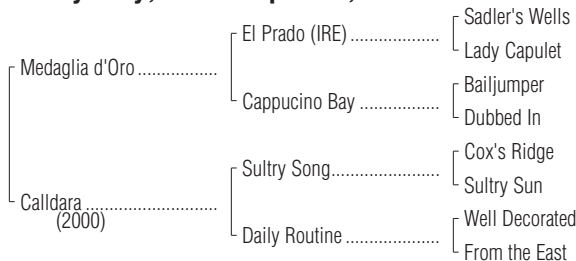 Sadler's Wells
El Prado (IRE) ...................
Lady Capulet
Medaglia d'Oro .................
Bailjumper
Cappucino Bay ..................
Dubbed In
Cox's Ridge
Sultry Song.......................
Sultry Sun
Calldara ............................
(2000)
Well Decorated
Daily Routine ....................
From the East